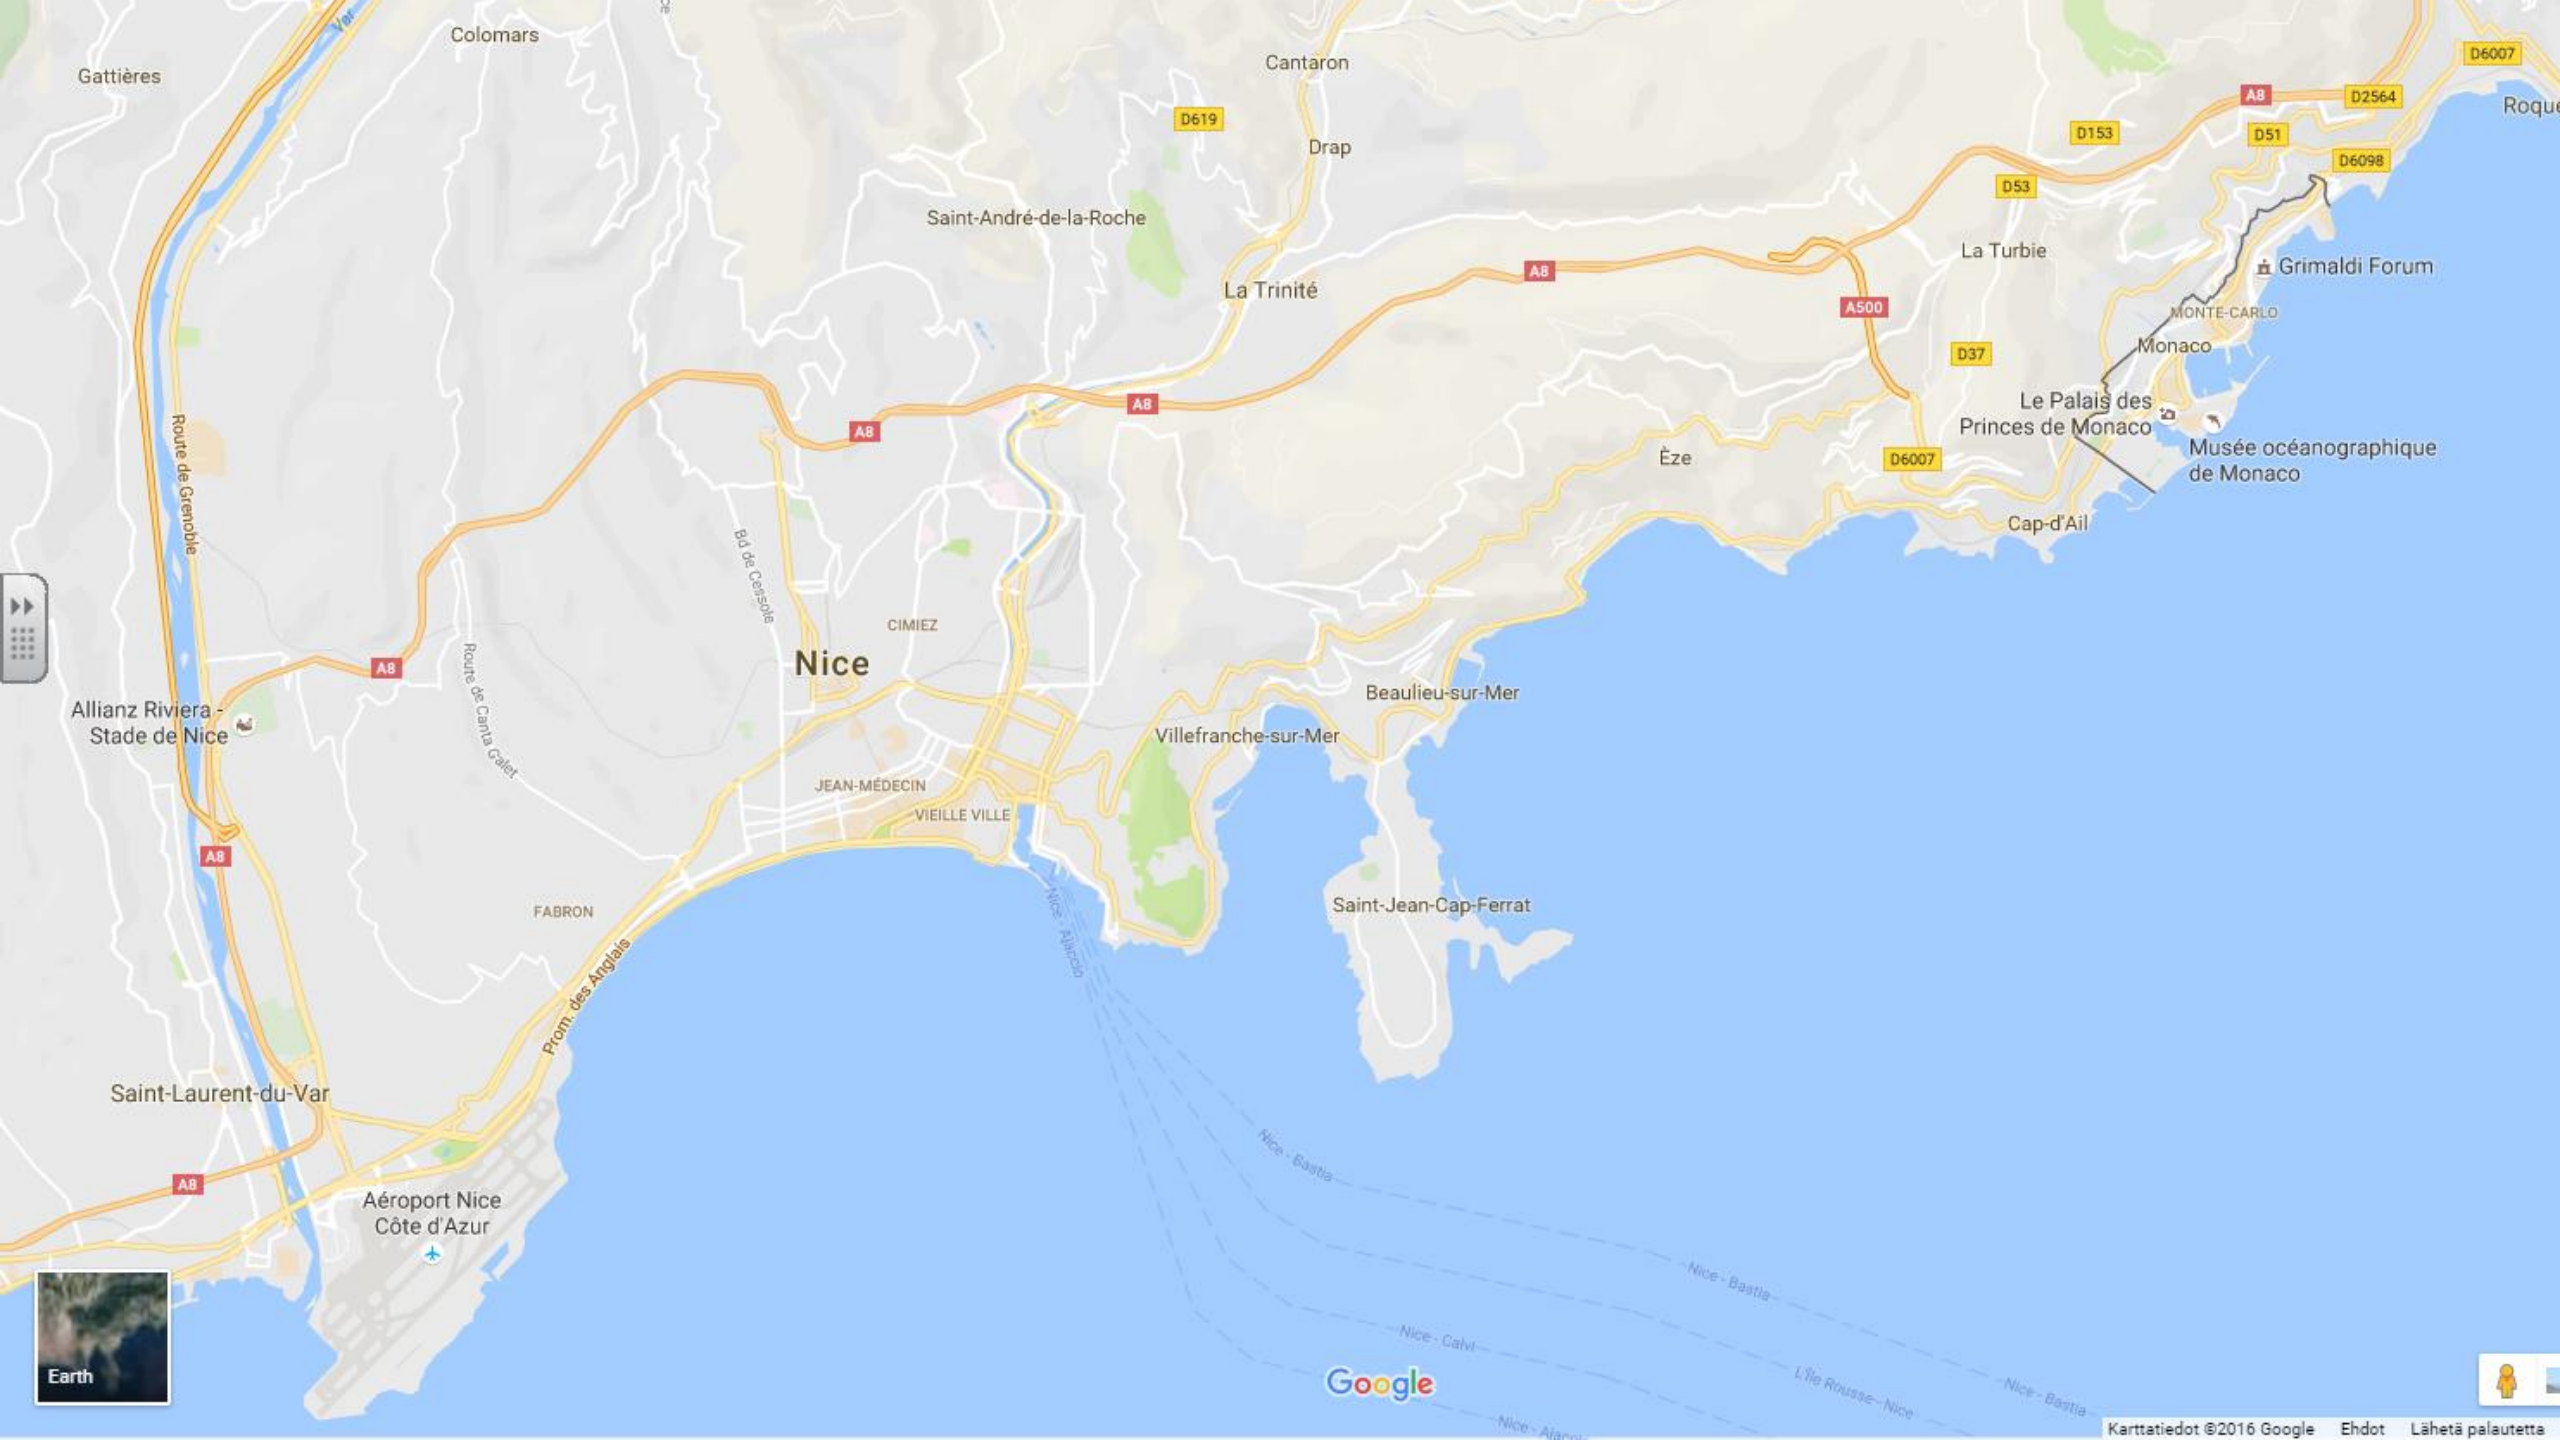 Var
Colomars
Gattières
Cantaron
D6007
A8
D2564
Roque
D619
D153
D51
Drap
D6098
D53
Saint-André-de-la-Roche
La Turbie
A8
Grimaldi Forum
La Trinité
A500
MONTE-CARLO
Monaco
D37
A8
Le Palais des
Princes de Monaco
A8
Route de Grenoble
Musée océanographique
de Monaco
Èze
D6007
Cap-d'Ail
Bd de Cessole
CIMIEZ
Nice
A8
Route de Canta Galet
Beaulieu-sur-Mer
Allianz Riviera -
Stade de Nice
Villefranche-sur-Mer
JEAN-MÉDECIN
VIEILLE VILLE
A8
Saint-Jean-Cap-Ferrat
FABRON
Nice - Ajaccio
Prom. des Anglais
Saint-Laurent-du-Var
Nice - Bastia
A8
Aéroport Nice
Côte d'Azur
Nice - Bastia
Nice - Calvi
Earth
Google
L'Île Rousse - Nice
Nice - Bastia
Nice - Ajaccio
Karttatiedot ©2016 Google Ehdot Lähetä palautetta